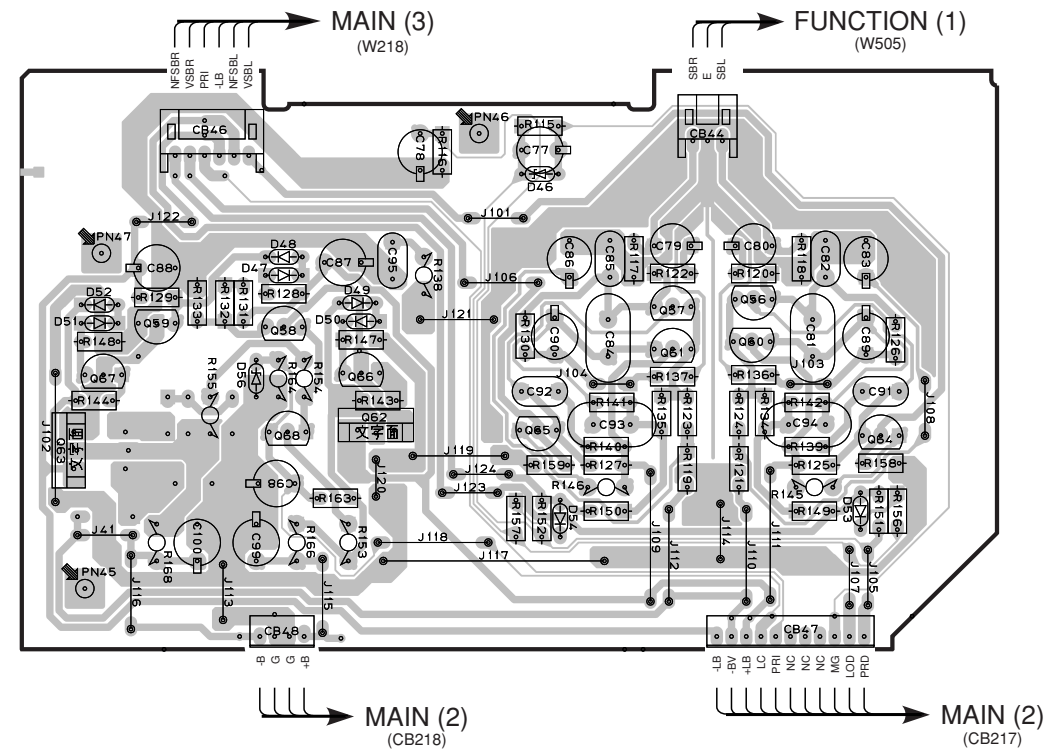 MAIN (3)
(W218)
FUNCTION (1)
(W505)
NFSBR
VSBR
PRI
-LB
NFSBL
VSBL
SBR
E
SBL
CB46
CB44
PN46
R115
C78
R116
C77
D46
J122
J101
PN47
D48
C87
C95
R138
C88
D47
J106
C86
C85
R117
C79
R122
C80
R120
R118
C82
C83
D52
R129
R133
R132
R131
R128
D49
D51
Q59
Q58
D50
J121
R130
C90
C84
Q57
Q56
C81
C89
R126
R148
R147
Q61
Q60
Q67
R155
D56
R164
R154
Q66
J104
R137
R136
J103
R144
R143
C92
R141
R135
R123
R124
R134
R142
C91
J108
J102
Q63
文字面
Q62
文字面
Q68
Q65
C93
C94
Q64
R140
R139
J119
R159
R127
R119
R121
R125
R158
C98
R163
J120
J124
J123
R146
R145
R157
R152
D54
R150
R149
D53
R151
R156
J41
R168
C100
C99
R166
R153
J118
J117
J109
J112
J114
J110
J111
J107
J105
PN45
J116
J113
J115
CB48
CB47
-B
G
G
+B
-LB
-BV
+LB
LC
PRI
NC
NC
NC
MG
LOD
PRD
MAIN (2)
(CB218)
MAIN (2)
(CB217)